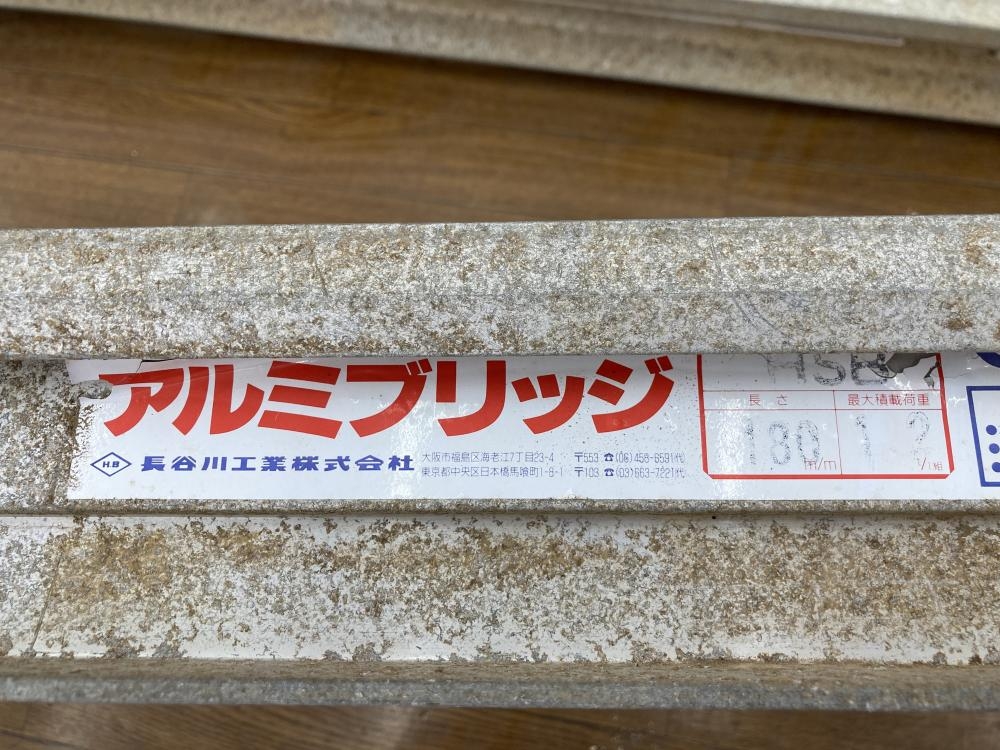 アルミブリッジ
H.B 長谷川工業株式会社
大阪市福島区海老江7丁目23-4 〒553 ☎(06)458-6591代
東京都中央区日本橋馬喰町1-8-1 〒103 ☎(03)663-7221代
HSB
長さ 最大積載荷重
180 m/m 1.2 t/1組